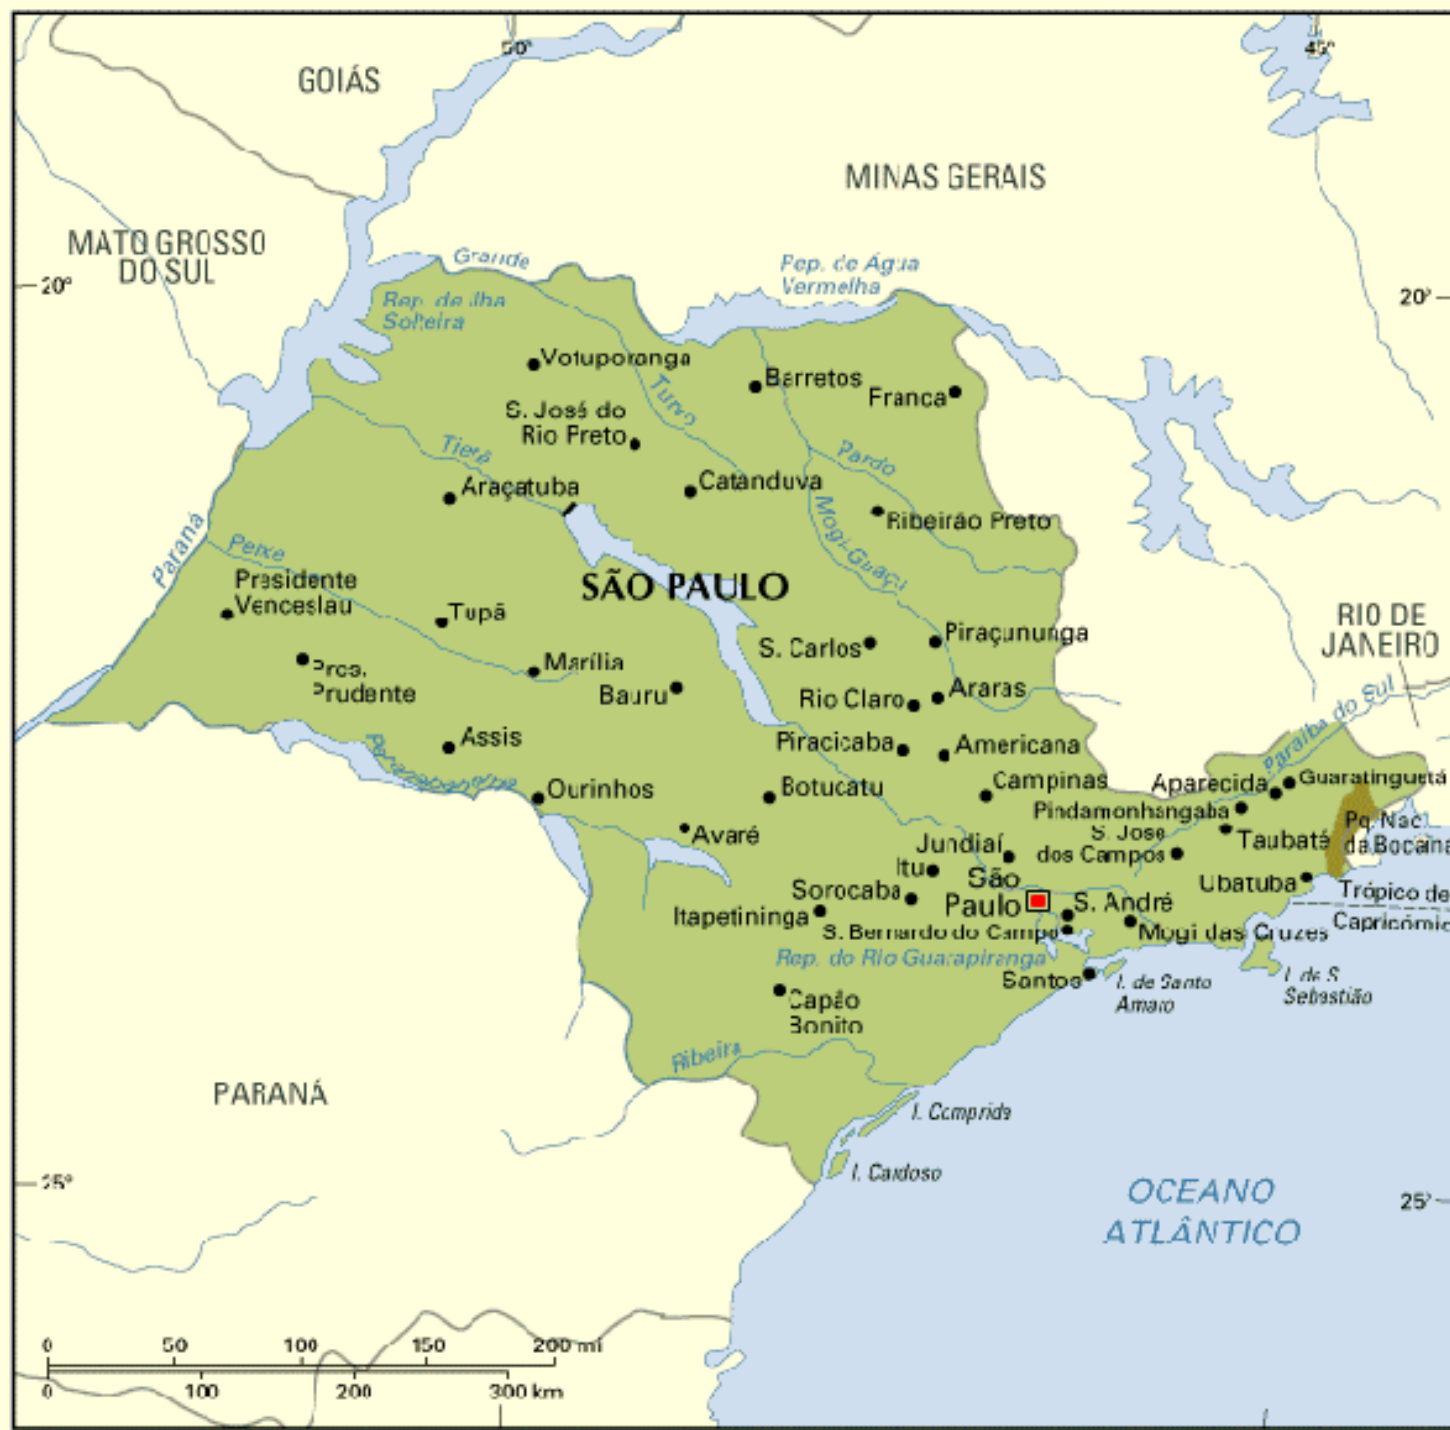 50°
45°
GOIÁS
MINAS GERAIS
MATO GROSSO
DO SUL
20°
20°
Grande
Rep. de Água
Vermelha
Rep. de Ilha
Solteira
Votuporanga
Barretos
Franca
Turvo
S. José do
Rio Preto
Tietê
Pardo
Araçatuba
Catanduva
Mogi-Guaçu
Ribeirão Preto
Paraná
Peixe
SÃO PAULO
Presidente
Venceslau
Tupã
RIO DE
JANEIRO
S. Carlos
Piraçununga
Pres.
Prudente
Marília
Bauru
Rio Claro
Araras
Paraíba do Sul
Assis
Piracicaba
Americana
Paranapanema
Ourinhos
Botucatu
Campinas
Aparecida
Guaratinguetá
Pindamonhangaba
Avaré
Jundiaí
S. José
dos Campos
Taubaté
Pq. Nac.
da Bocaina
Itu
São
Paulo
Sorocaba
Ubatuba
Trópico de
Capricórnio
Itapetininga
S. André
S. Bernardo do Campo
Mogi das Cruzes
Rep. do Rio Guarapiranga
Santos
I. de Santo
Amaro
I. de S.
Sebastião
Capão
Bonito
Ribeira
PARANÁ
I. Comprida
I. Cardoso
25°
25°
OCEANO
ATLÂNTICO
0 50 100 150 200 mi
0 100 200 300 km